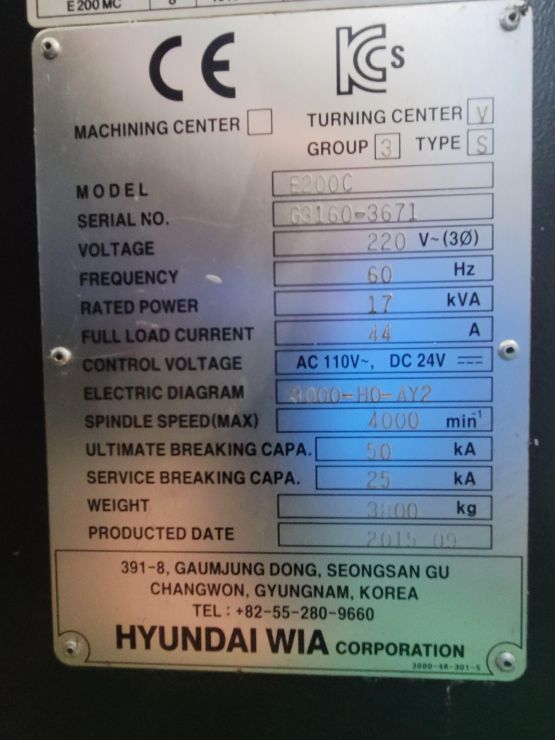 E 200 MC
CE KCs
MACHINING CENTER TURNING CENTER V
GROUP 3 TYPE S
MODEL E200C
SERIAL NO. G3160-3671
VOLTAGE 220 V~(3Ø)
FREQUENCY 60 Hz
RATED POWER 17 kVA
FULL LOAD CURRENT 44 A
CONTROL VOLTAGE AC 110V~, DC 24V
ELECTRIC DIAGRAM 3000-H0-AY2
SPINDLE SPEED(MAX) 4000 min⁻¹
ULTIMATE BREAKING CAPA. 50 kA
SERVICE BREAKING CAPA. 25 kA
WEIGHT kg
PRODUCTED DATE 2015 09
391-8, GAUMJUNG DONG, SEONGSAN GU
CHANGWON, GYUNGNAM, KOREA
TEL : +82-55-280-9660
HYUNDAI WIA CORPORATION
3000-4R-301-5